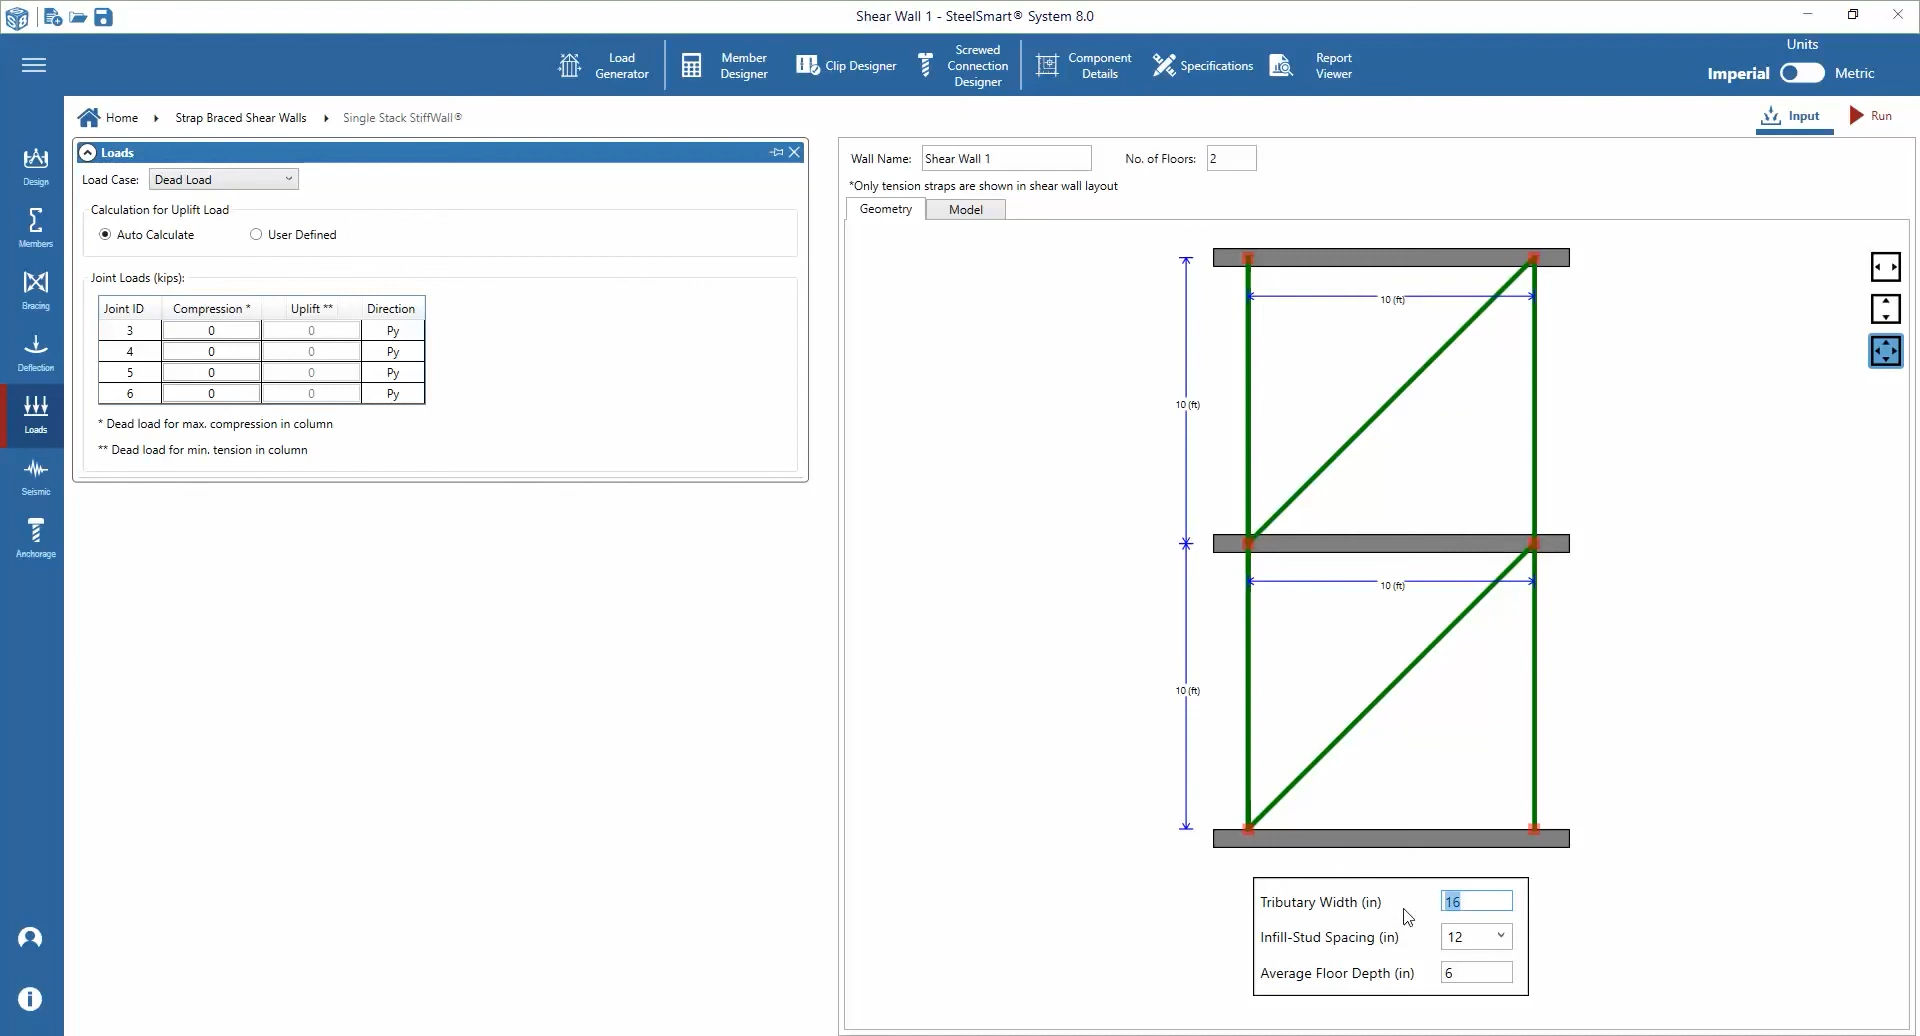 Shear Wall 1 - SteelSmart® System 8.0
Load Generator
Member Designer
Clip Designer
Screwed Connection Designer
Component Details
Specifications
Report Viewer
Units
Imperial Metric
Home Strap Braced Shear Walls Single Stack StiffWall®
Input Run
Design
Members
Bracing
Deflection
Loads
Seismic
Anchorage
Loads
Load Case: Dead Load
Calculation for Uplift Load
Auto Calculate User Defined
Joint Loads (kips):
Joint ID Compression * Uplift ** Direction
3 0 0 Py
4 0 0 Py
5 0 0 Py
6 0 0 Py
* Dead load for max. compression in column
** Dead load for min. tension in column
Wall Name: Shear Wall 1 No. of Floors: 2
*Only tension straps are shown in shear wall layout
Geometry Model
10 (ft)
10 (ft)
10 (ft)
10 (ft)
Tributary Width (in) 16
Infill-Stud Spacing (in) 12
Average Floor Depth (in) 6